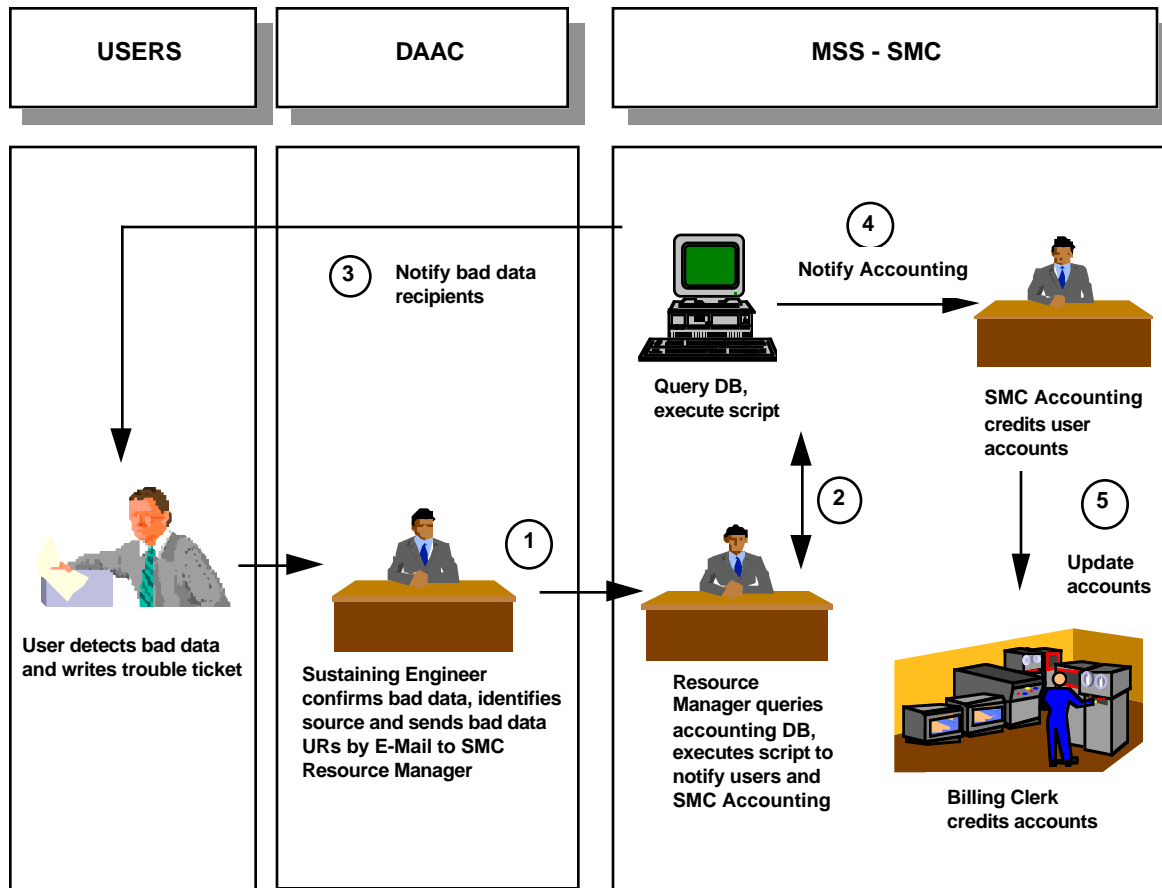 USERS
DAAC
MSS - SMC
4
3
Notify bad data
recipients
Notify Accounting
Query DB,
execute script
SMC Accounting
credits user
accounts
1
2
5
Update
accounts
User detects bad data
and writes trouble ticket
Sustaining Engineer
confirms bad data, identifies
source and sends bad data
URs by E-Mail to SMC
Resource Manager
Resource
Manager queries
accounting DB,
executes script to
notify users and
SMC Accounting
Billing Clerk
credits accounts